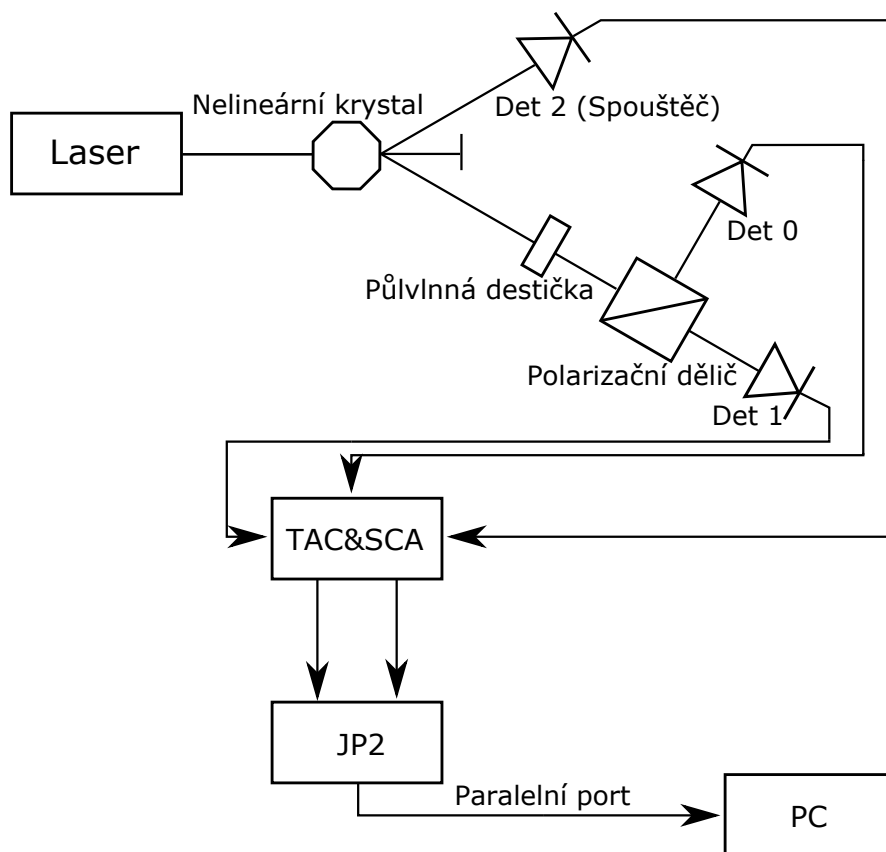 Nelineární krystal
Det 2 (Spouštěč)
Laser
Det 0
Půlvlnná destička
Polarizační dělič
Det 1
TAC&SCA
JP2
Paralelní port
PC